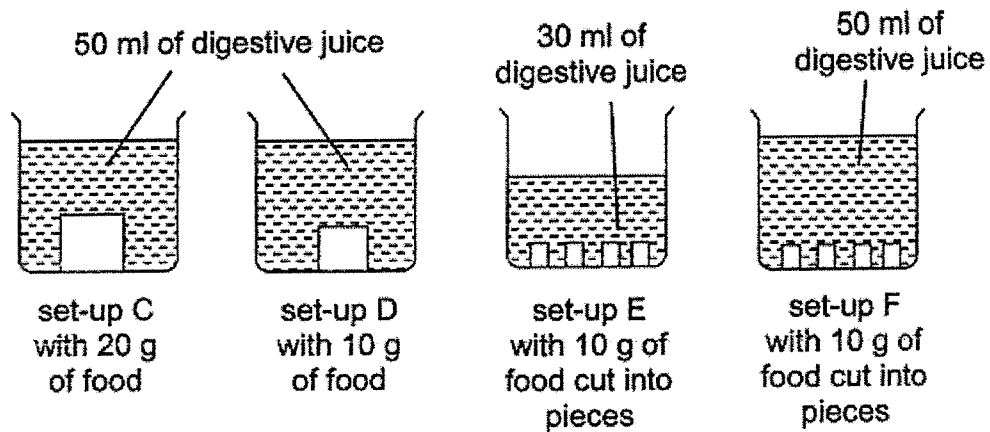 50 ml of digestive juice
30 ml of
digestive juice
50 ml of
digestive juice
set-up C
with 20 g
of food
set-up D
with 10 g
of food
set-up E
with 10 g of
food cut into
pieces
set-up F
with 10 g of
food cut into
pieces